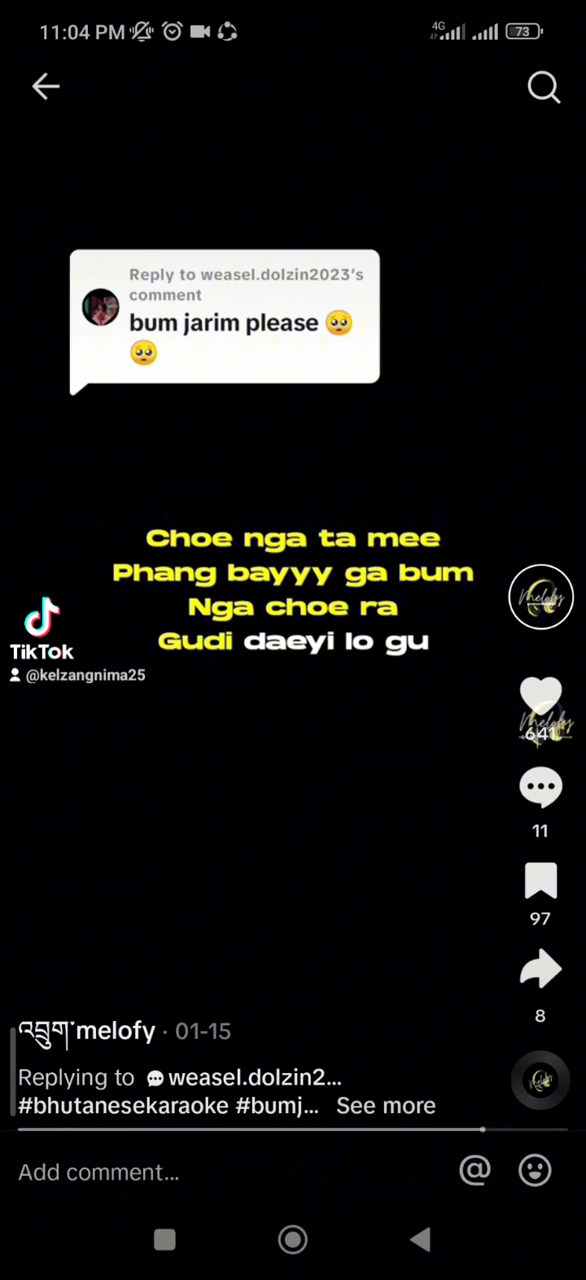 11:04 PM
4G
73
Reply to weasel.dolzin2023's
comment
bum jarim please 🥺
🥺
Choe nga ta mee
Phang bayyy ga bum
Nga choe ra
Gudi daeyi lo gu
TikTok
@kelzangnima25
Melofy
Melofy
641
11
97
8
འབྲུག་melofy · 01-15
Replying to 💬weasel.dolzin2...
#bhutanesekaraoke #bumj... See more
Add comment...